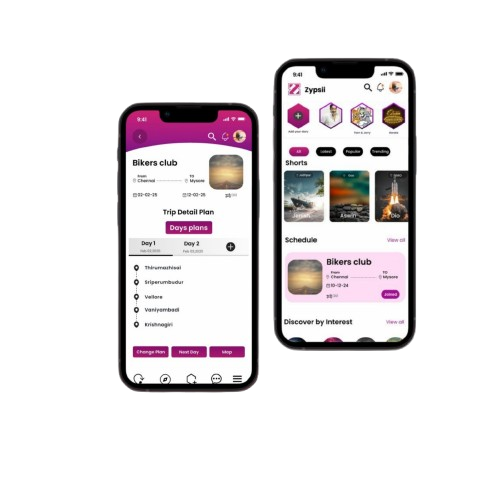 9:41
Bikers club
From
Chennai
TO
Mysore
02-02-25
12-02-25
Trip Detail Plan
Days plans
Day 1
Day 2
Thirumazhisai
Sriperumbudur
Vellore
Vaniyambadi
Krishnagiri
Change Plan
Next Day
Map
9:41
Zypsii
Add your story
All
Latest
Popular
Trending
Shorts
Aswin
Dio
Schedule
View all
Bikers club
From
Chennai
TO
Mysore
10-12-24
Joined
Discover by Interest
View all